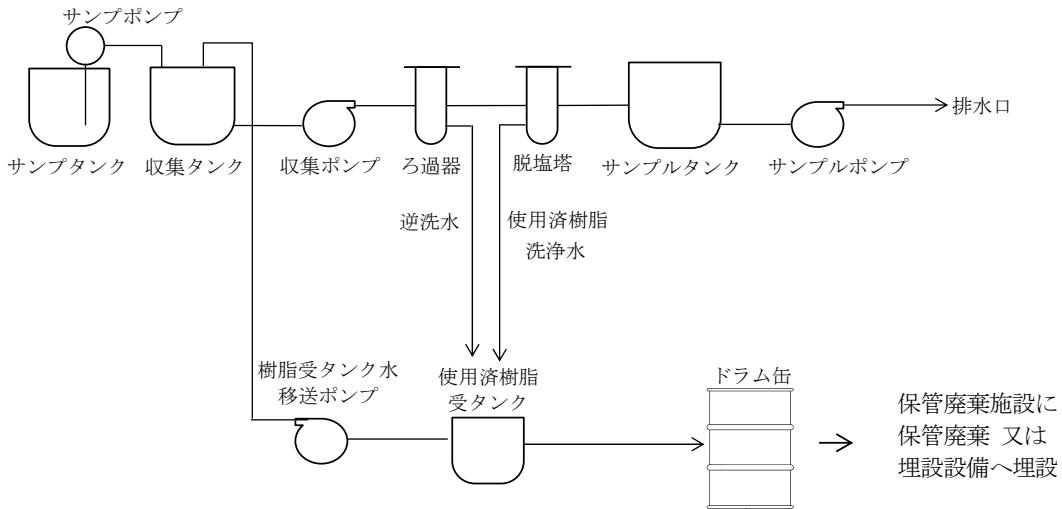 サンプポンプ
排水口
サンプタンク
収集タンク
収集ポンプ
ろ過器
脱塩塔
サンプルタンク
サンプルポンプ
逆洗水
使用済樹脂
洗浄水
樹脂受タンク水
移送ポンプ
使用済樹脂
受タンク
ドラム缶
保管廃棄施設に
保管廃棄 又は
埋設設備へ埋設